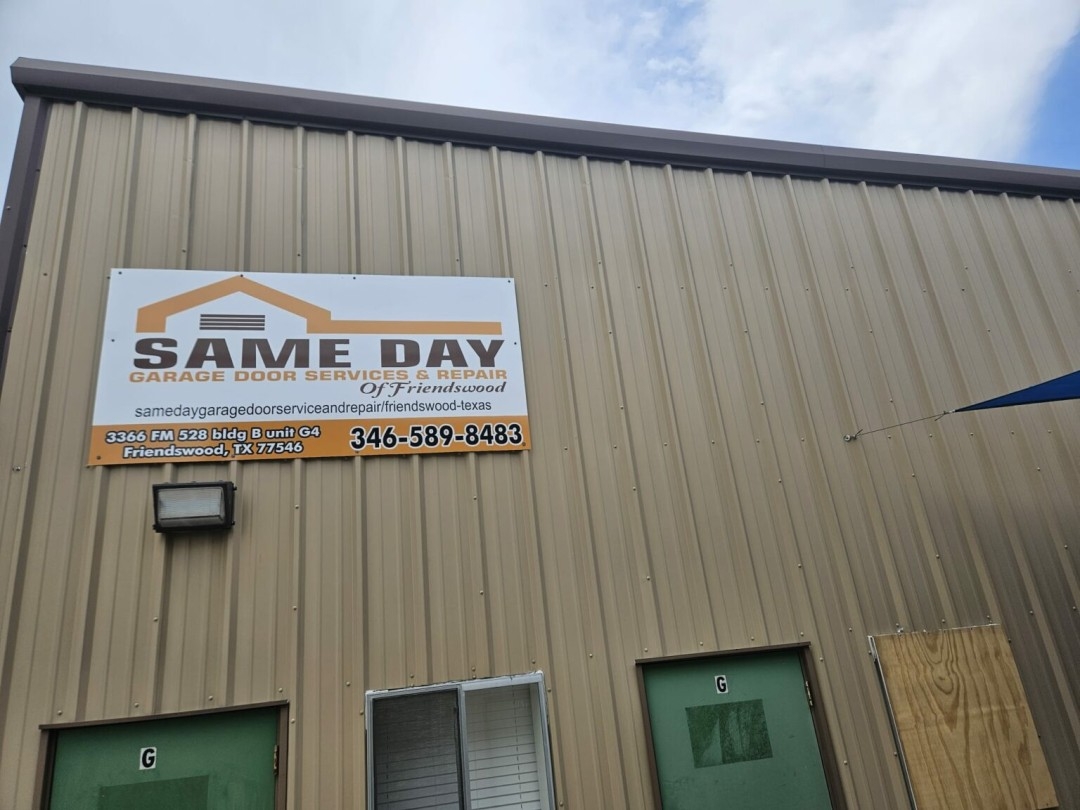 SAME DAY
GARAGE DOOR SERVICES & REPAIR
Of Friendswood
samedaygaragedoorserviceandrepair/friendswood-texas
3366 FM 528 bldg B unit G4
Friendswood, TX 77546
346-589-8483
G
G